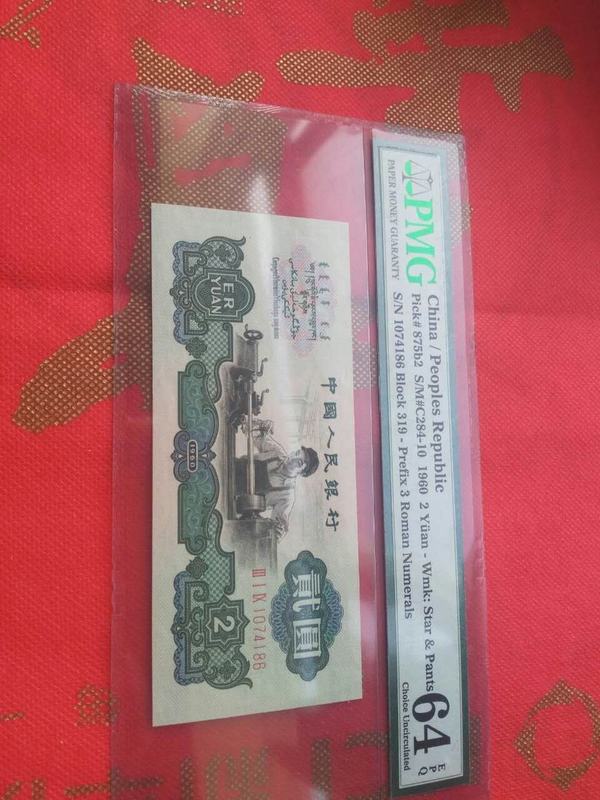 PMG
PAPER MONEY GUARANTY
China / Peoples Republic
Pick# 875b2 S/M#C284-10 1960 2 Yüan - Wmk: Star & Pants
S/N 1074186 Block 319 - Prefix 3 Roman Numerals
64
EPQ
Choice Uncirculated
中國人民銀行
貳圓
III I IX 1074186
ER
YUAN
1960
2